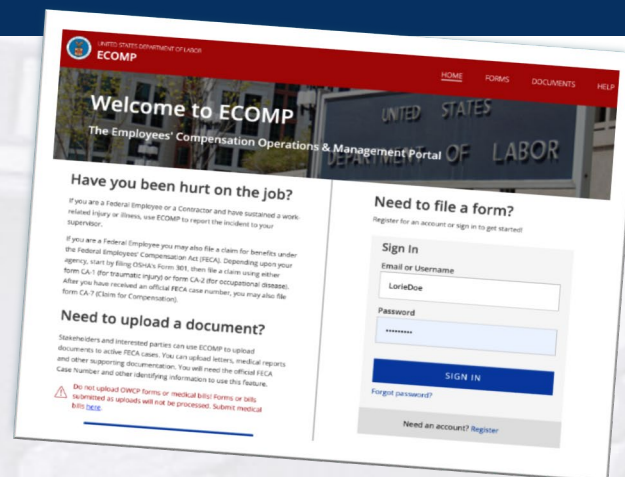 UNITED STATES DEPARTMENT OF LABOR
ECOMP
HOME FORMS DOCUMENTS HELP
Welcome to ECOMP
The Employees' Compensation Operations & Management Portal
UNITED STATES
DEPARTMENT OF LABOR
Have you been hurt on the job?
If you are a Federal Employee or a Contractor and have sustained a work-
related injury or illness, use ECOMP to report the incident to your
supervisor.
If you are a Federal Employee you may also file a claim for benefits under
the Federal Employees' Compensation Act (FECA). Depending upon your
agency, start by filing OSHA's Form 301, then file a claim using either
form CA-1 (for traumatic injury) or form CA-2 (for occupational disease).
After you have received an official FECA case number, you may also file
form CA-7 (Claim for Compensation).
Need to upload a document?
Stakeholders and interested parties can use ECOMP to upload
documents to active FECA cases. You can upload letters, medical reports
and other supporting documentation. You will need the official FECA
Case Number and other identifying information to use this feature.
Do not upload OWCP forms or medical bills! Forms or bills
submitted as uploads will not be processed. Submit medical
bills here.
Need to file a form?
Register for an account or sign in to get started!
Sign In
Email or Username
LorieDoe
Password
•••••••••
SIGN IN
Forgot password?
Need an account? Register